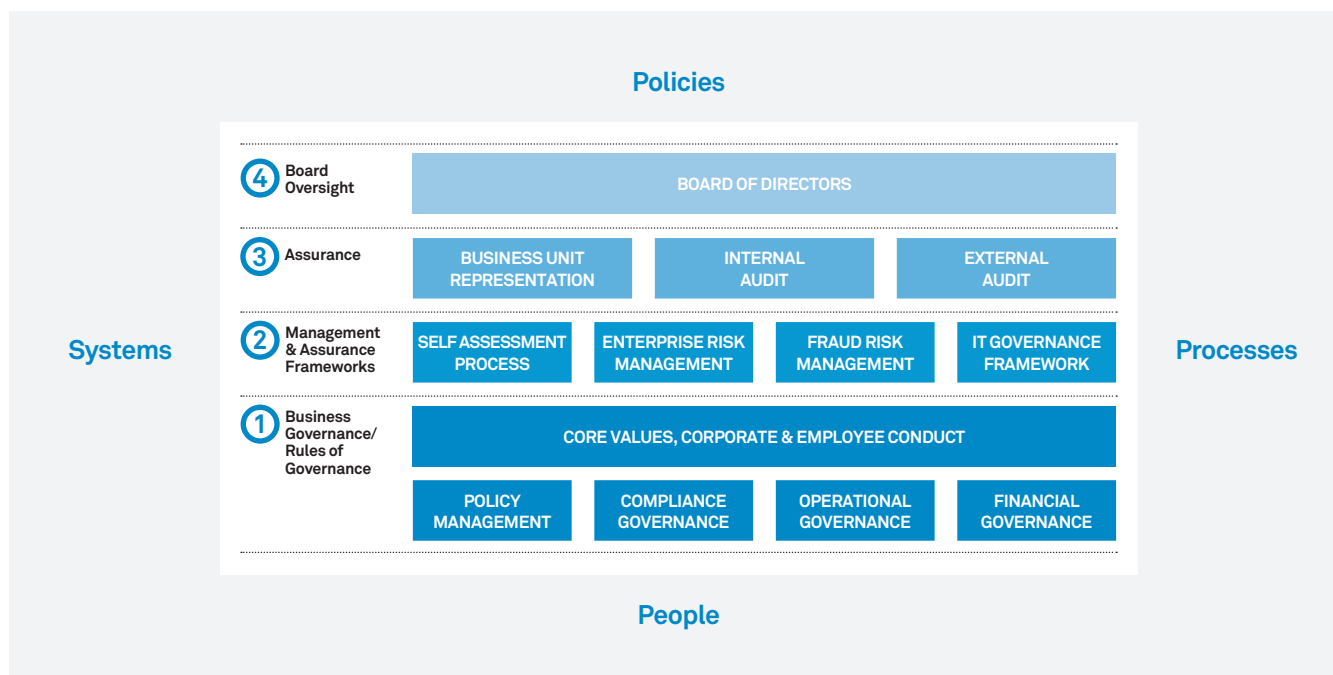 Policies
4
Board
Oversight
BOARD OF DIRECTORS
3
Assurance
BUSINESS UNIT
REPRESENTATION
INTERNAL
AUDIT
EXTERNAL
AUDIT
Systems
2
Management
& Assurance
Frameworks
SELF ASSESSMENT
PROCESS
ENTERPRISE RISK
MANAGEMENT
FRAUD RISK
MANAGEMENT
IT GOVERNANCE
FRAMEWORK
Processes
1
Business
Governance/
Rules of
Governance
CORE VALUES, CORPORATE & EMPLOYEE CONDUCT
POLICY
MANAGEMENT
COMPLIANCE
GOVERNANCE
OPERATIONAL
GOVERNANCE
FINANCIAL
GOVERNANCE
People